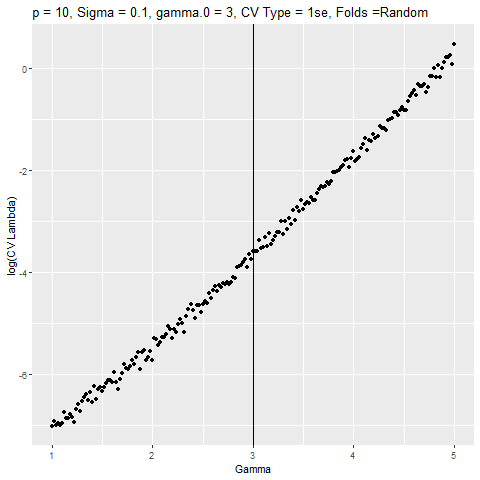 p = 10, Sigma = 0.1, gamma.0 = 3, CV Type = 1se, Folds =Random
log(CV Lambda)
0
-2
-4
-6
1 2 3 4 5
Gamma